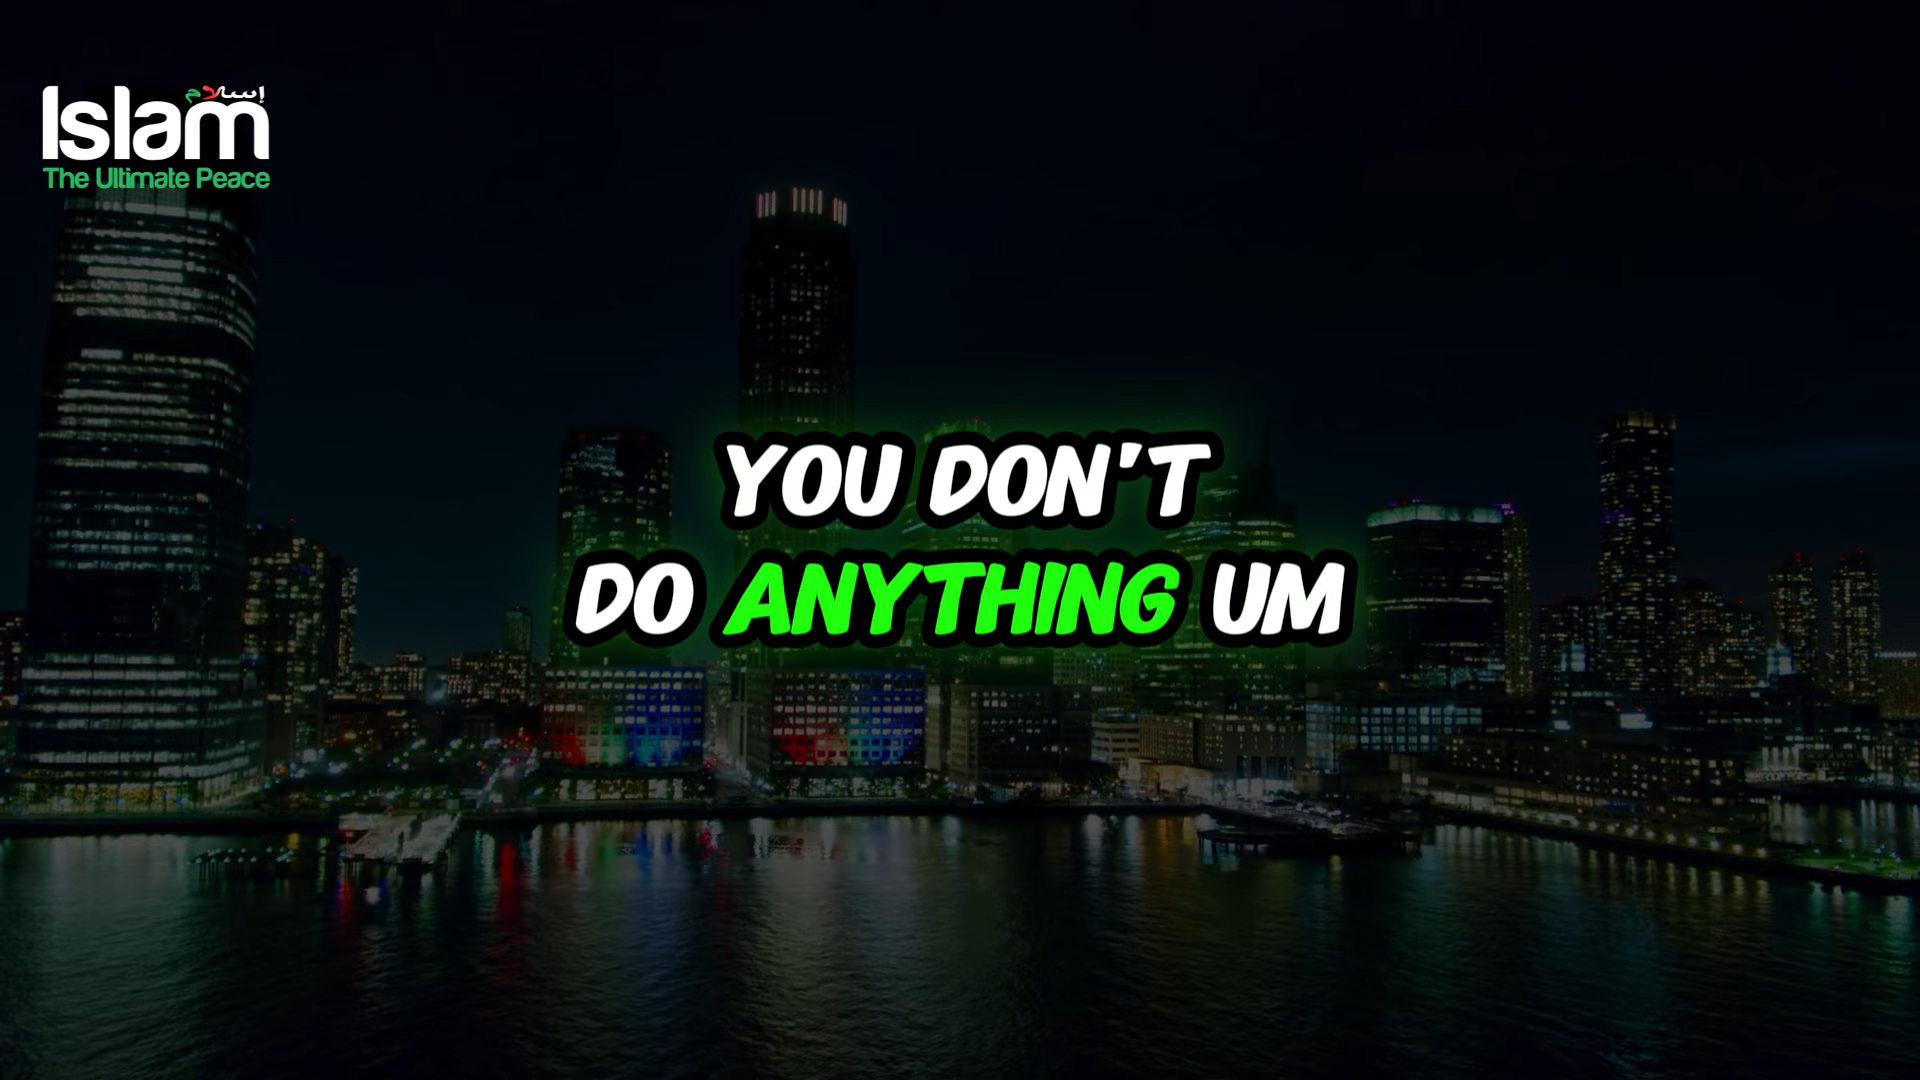 إسلام
Islam
The Ultimate Peace
YOU DON'T
DO ANYTHING UM